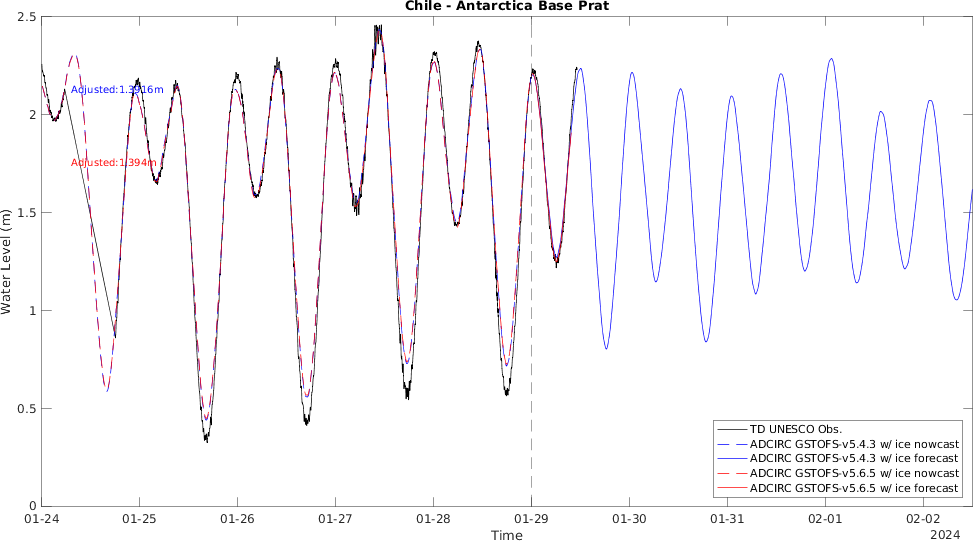 Chile - Antarctica Base Prat
2.5
2
1.5
1
0.5
0
Water Level (m)
Adjusted:1.3916m
Adjusted:1.394m
TD UNESCO Obs.
ADCIRC GSTOFS-v5.4.3 w/ ice nowcast
ADCIRC GSTOFS-v5.4.3 w/ ice forecast
ADCIRC GSTOFS-v5.6.5 w/ ice nowcast
ADCIRC GSTOFS-v5.6.5 w/ ice forecast
01-24 01-25 01-26 01-27 01-28 01-29 01-30 01-31 02-01 02-02
Time
2024